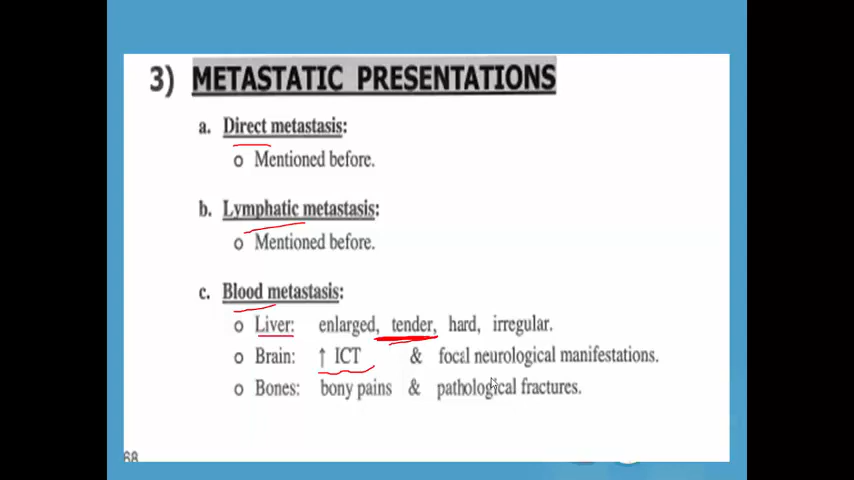 3) METASTATIC PRESENTATIONS
a. Direct metastasis:
o Mentioned before.
b. Lymphatic metastasis:
o Mentioned before.
c. Blood metastasis:
o Liver: enlarged, tender, hard, irregular.
o Brain: ↑ ICT & focal neurological manifestations.
o Bones: bony pains & pathological fractures.
68